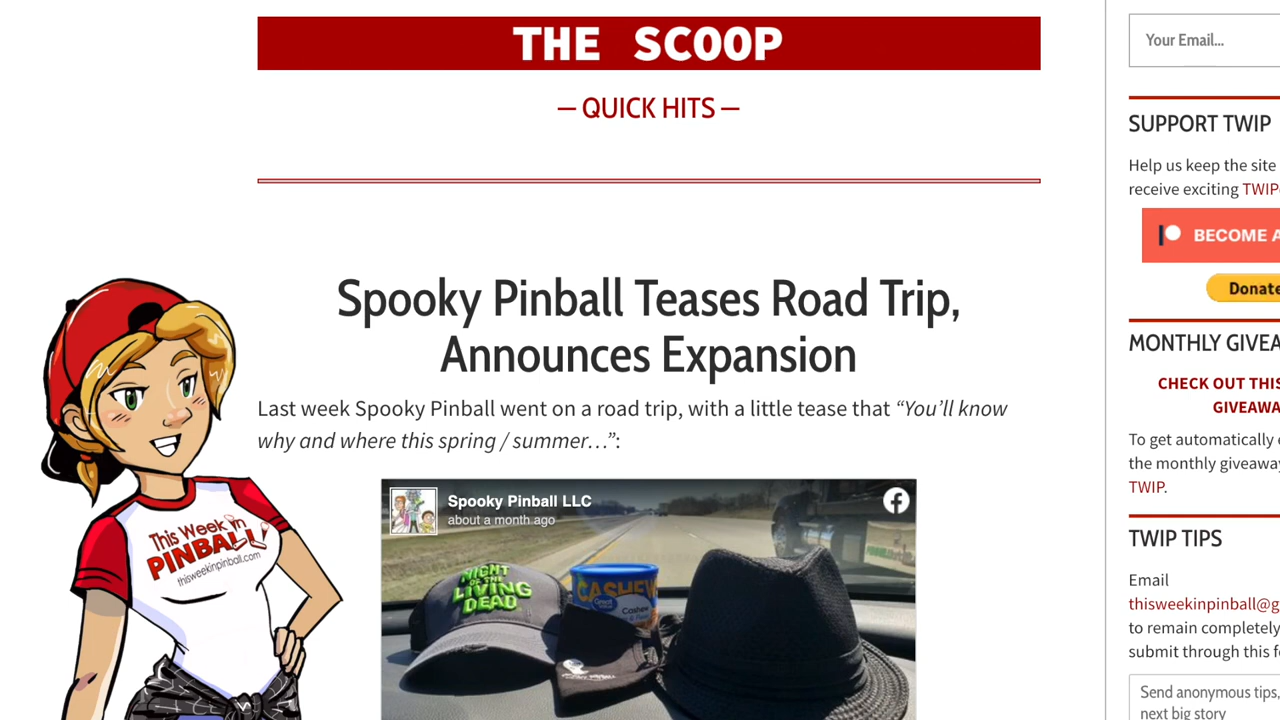 THE SCOOP
— QUICK HITS —
Spooky Pinball Teases Road Trip,
Announces Expansion
Last week Spooky Pinball went on a road trip, with a little tease that “You’ll know
why and where this spring / summer…”:
Spooky Pinball LLC
about a month ago
NIGHT
OF THE
LIVING
DEAD
CASHEW
Great Value
Cashew
This Week in
PINBALL
thisweekinpinball.com
Your Email...
SUPPORT TWIP
Help us keep the site
receive exciting TWIP
BECOME A
Donate
MONTHLY GIVEA
CHECK OUT THIS
GIVEAWA
To get automatically e
the monthly giveaway
TWIP.
TWIP TIPS
Email
thisweekinpinball@g
to remain completely
submit through this f
Send anonymous tips,
next big story